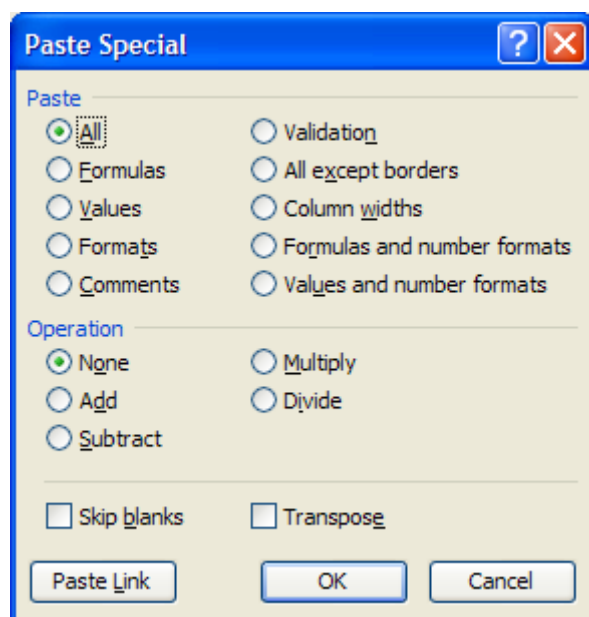 Paste Special
Paste
All
Validation
Formulas
All except borders
Values
Column widths
Formats
Formulas and number formats
Comments
Values and number formats
Operation
None
Multiply
Add
Divide
Subtract
Skip blanks
Transpose
Paste Link
OK
Cancel